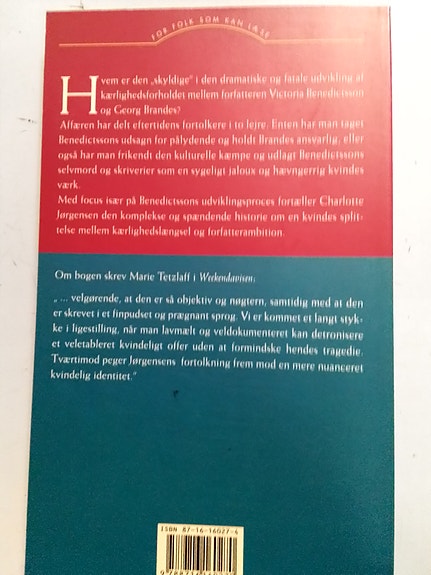 FOR FOLK SOM KAN LÆSE
Hvem er den „skyldige" i den dramatiske og fatale udvikling af
kærlighedsforholdet mellem forfatteren Victoria Benedictsson
og Georg Brandes?
Affæren har delt eftertidens fortolkere i to lejre. Enten har man taget
Benedictssons udsagn for pålydende og holdt Brandes ansvarlig, eller
også har man frikendt den kulturelle kæmpe og udlagt Benedictssons
selvmord og skriverier som en sygeligt jaloux og hævngerrig kvindes
værk.
Med focus især på Benedictssons udviklingsproces fortæller Charlotte
Jørgensen den komplekse og spændende historie om en kvindes split-
telse mellem kærlighedslængsel og forfatterambition.
Om bogen skrev Marie Tetzlaff i Weekendavisen:
„ ... velgørende, at den er så objektiv og nøgtern, samtidig med at den
er skrevet i et finpudset og prægnant sprog. Vi er kommet et langt styk-
ke i ligestilling, når man lavmælt og veldokumenteret kan detronisere
et veletableret kvindeligt offer uden at formindske hendes tragedie.
Tværtimod peger Jørgensens fortolkning frem mod en mere nuanceret
kvindelig identitet."
ISBN 87-16-16027-6